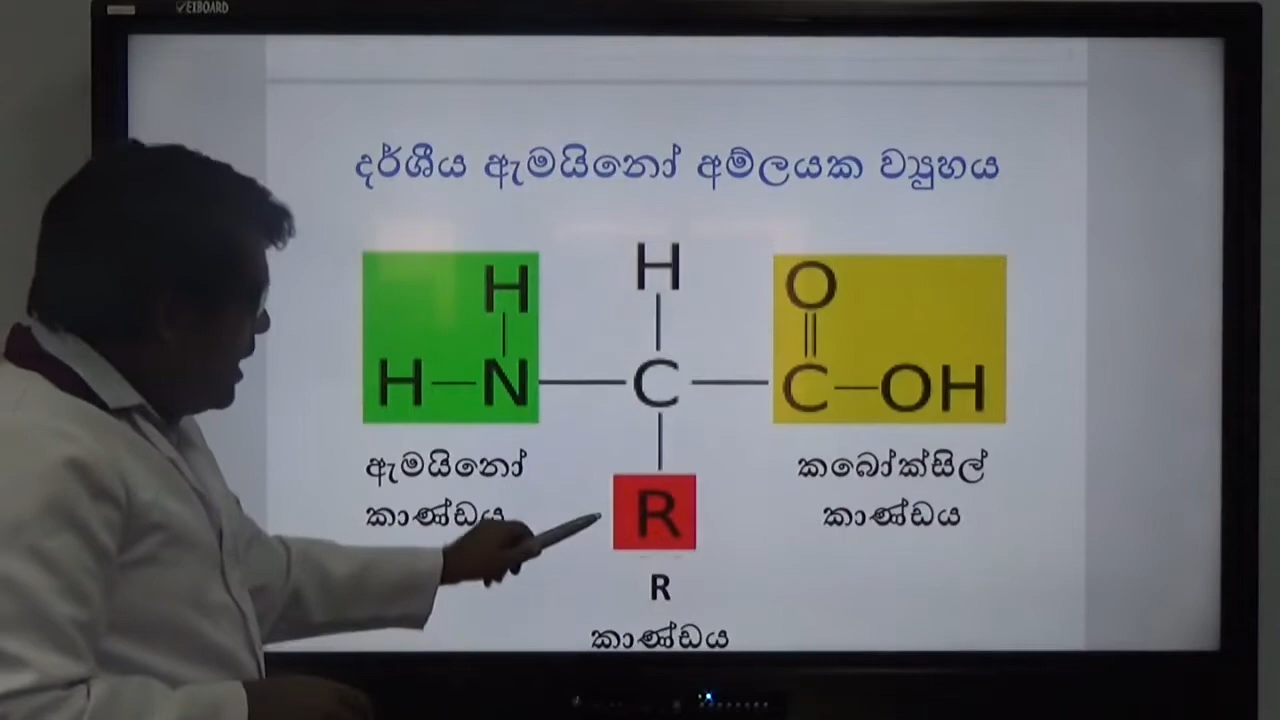 ✓EIBOARD
දර්ශීය ඇමයිනෝ අම්ලයක ව්‍යුහය
H H O
H—N—C—C—OH
ඇමයිනෝ කබෝක්සිල්
R
කාණ්ඩය කාණ්ඩය
R
කාණ්ඩය